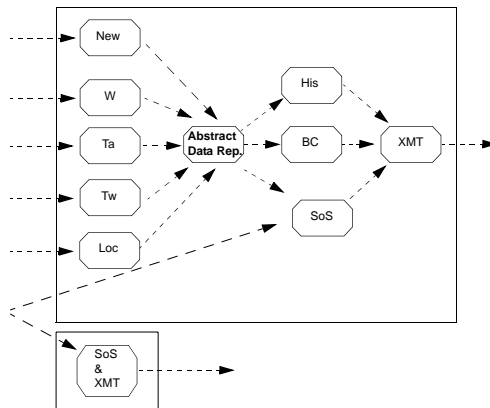 New
W
Ta
Tw
Loc
Abstract
Data Rep.
His
BC
SoS
XMT
SoS
&
XMT